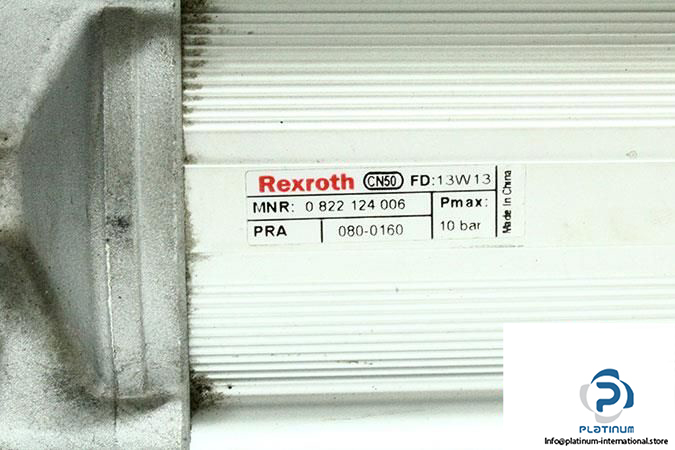 Rexroth CN50 FD:13W13
MNR: 0 822 124 006
Pmax:
PRA 080-0160
10 bar
Made In China
PLATINUM
info@platinum-international.store